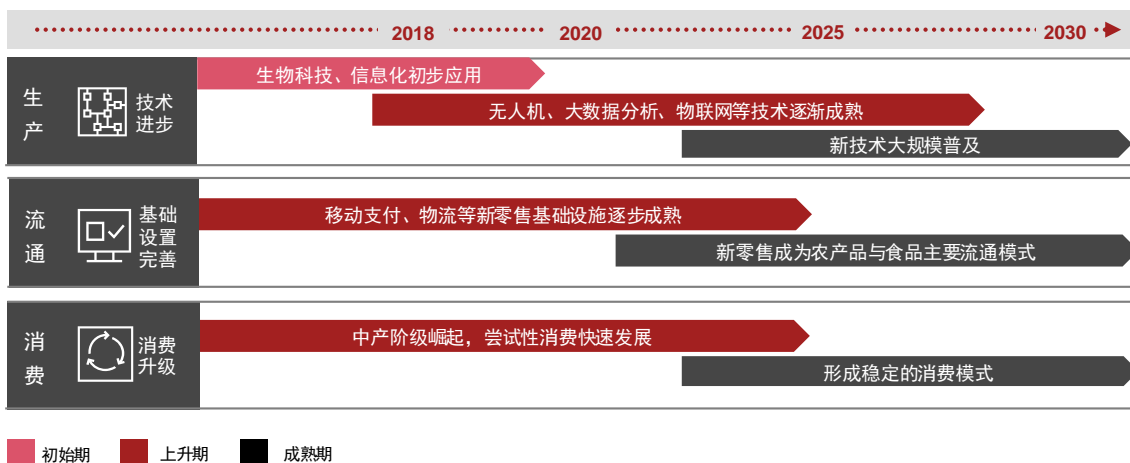 2018 2020 2025 2030
生产
技术
进步
生物科技、信息化初步应用
无人机、大数据分析、物联网等技术逐渐成熟
新技术大规模普及
流通
基础
设置
完善
移动支付、物流等新零售基础设施逐步成熟
新零售成为农产品与食品主要流通模式
消费
消费
升级
中产阶级崛起，尝试性消费快速发展
形成稳定的消费模式
初始期 上升期 成熟期